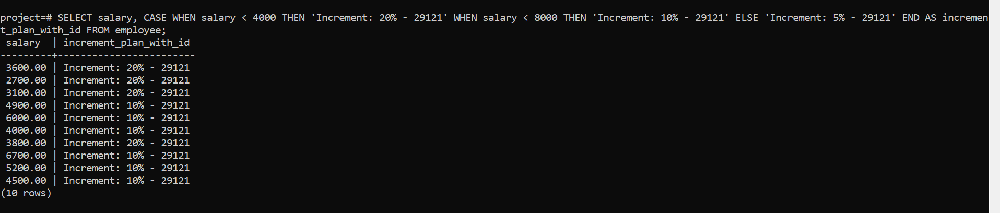 project=# SELECT salary, CASE WHEN salary < 4000 THEN 'Increment: 20% - 29121' WHEN salary < 8000 THEN 'Increment: 10% - 29121' ELSE 'Increment: 5% - 29121' END AS incremen
t_plan_with_id FROM employee;
 salary  | increment_plan_with_id
---------+------------------------
 3600.00 | Increment: 20% - 29121
 2700.00 | Increment: 20% - 29121
 3100.00 | Increment: 20% - 29121
 4900.00 | Increment: 10% - 29121
 6000.00 | Increment: 10% - 29121
 4000.00 | Increment: 10% - 29121
 3800.00 | Increment: 20% - 29121
 6700.00 | Increment: 10% - 29121
 5200.00 | Increment: 10% - 29121
 4500.00 | Increment: 10% - 29121
(10 rows)